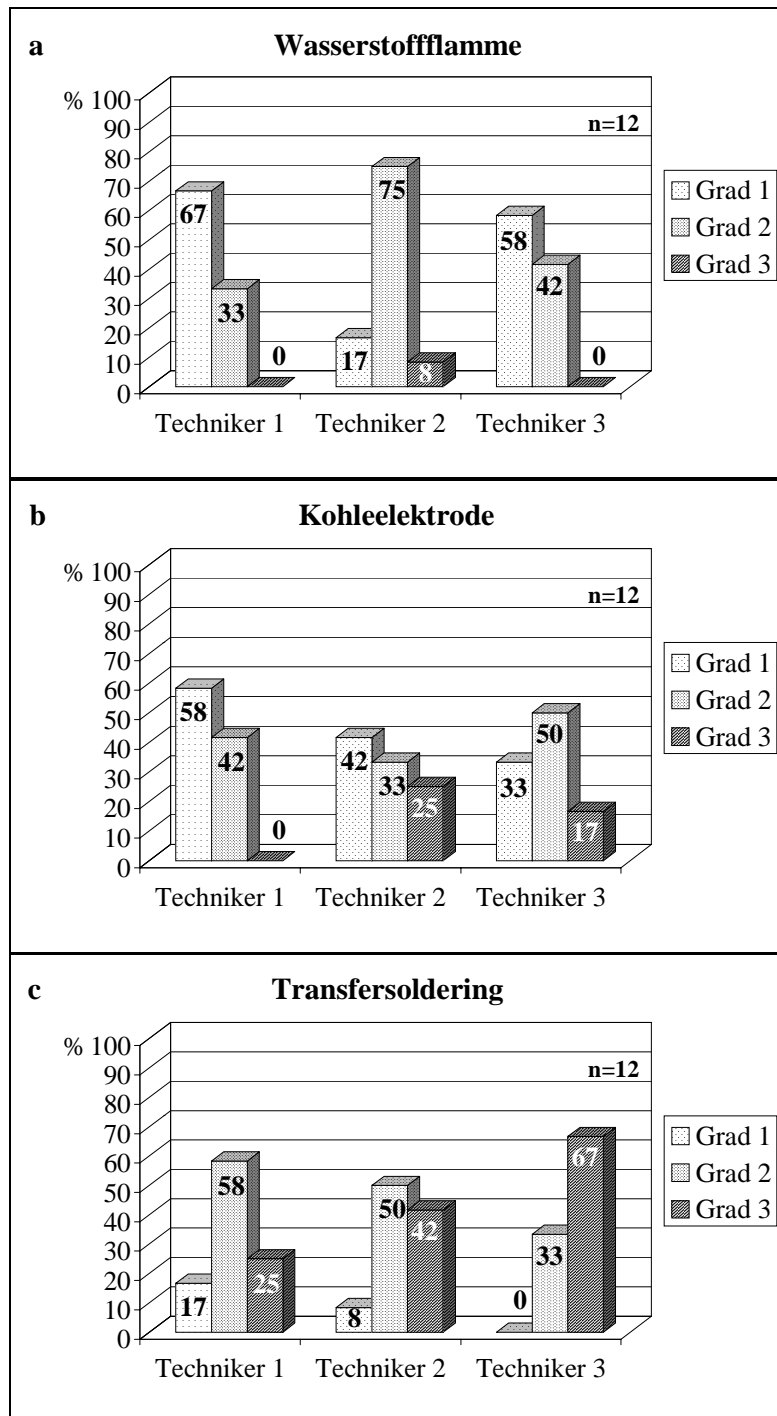 a Wasserstoffflamme
% 100
90
80
70
60
50
40
30
20
10
0
n=12
67 33 0
17 75 8
58 42 0
Techniker 1 Techniker 2 Techniker 3
Grad 1
Grad 2
Grad 3
b Kohleelektrode
% 100
90
80
70
60
50
40
30
20
10
0
n=12
58 42 0
42 33 25
33 50 17
Techniker 1 Techniker 2 Techniker 3
Grad 1
Grad 2
Grad 3
c Transfersoldering
% 100
90
80
70
60
50
40
30
20
10
0
n=12
17 58 25
8 50 42
0 33 67
Techniker 1 Techniker 2 Techniker 3
Grad 1
Grad 2
Grad 3